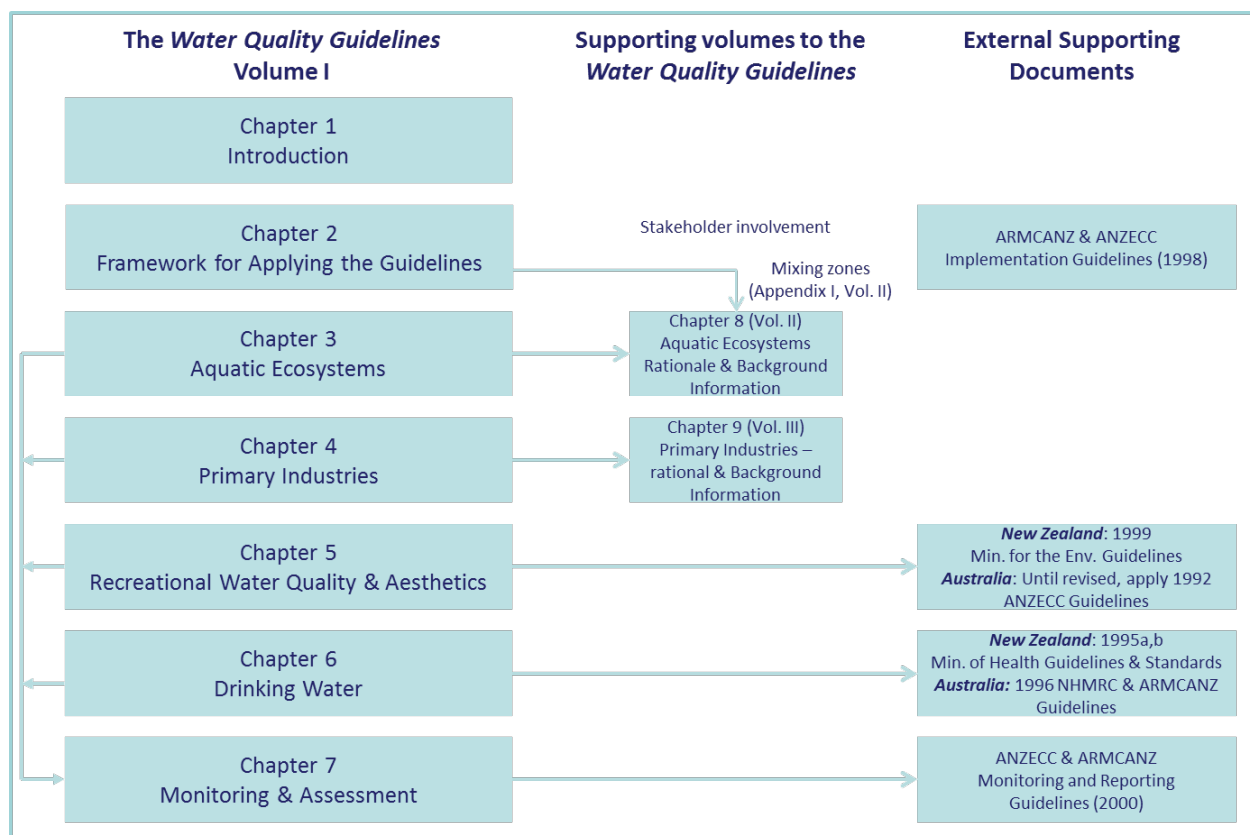 The Water Quality Guidelines
Volume I
Supporting volumes to the
Water Quality Guidelines
External Supporting
Documents
Chapter 1
Introduction
Chapter 2
Framework for Applying the Guidelines
Stakeholder involvement
Mixing zones
(Appendix I, Vol. II)
ARMCANZ & ANZECC
Implementation Guidelines (1998)
Chapter 3
Aquatic Ecosystems
Chapter 8 (Vol. II)
Aquatic Ecosystems
Rationale & Background
Information
Chapter 4
Primary Industries
Chapter 9 (Vol. III)
Primary Industries –
rational & Background
Information
Chapter 5
Recreational Water Quality & Aesthetics
New Zealand: 1999
Min. for the Env. Guidelines
Australia: Until revised, apply 1992
ANZECC Guidelines
Chapter 6
Drinking Water
New Zealand: 1995a,b
Min. of Health Guidelines & Standards
Australia: 1996 NHMRC & ARMCANZ
Guidelines
Chapter 7
Monitoring & Assessment
ANZECC & ARMCANZ
Monitoring and Reporting
Guidelines (2000)